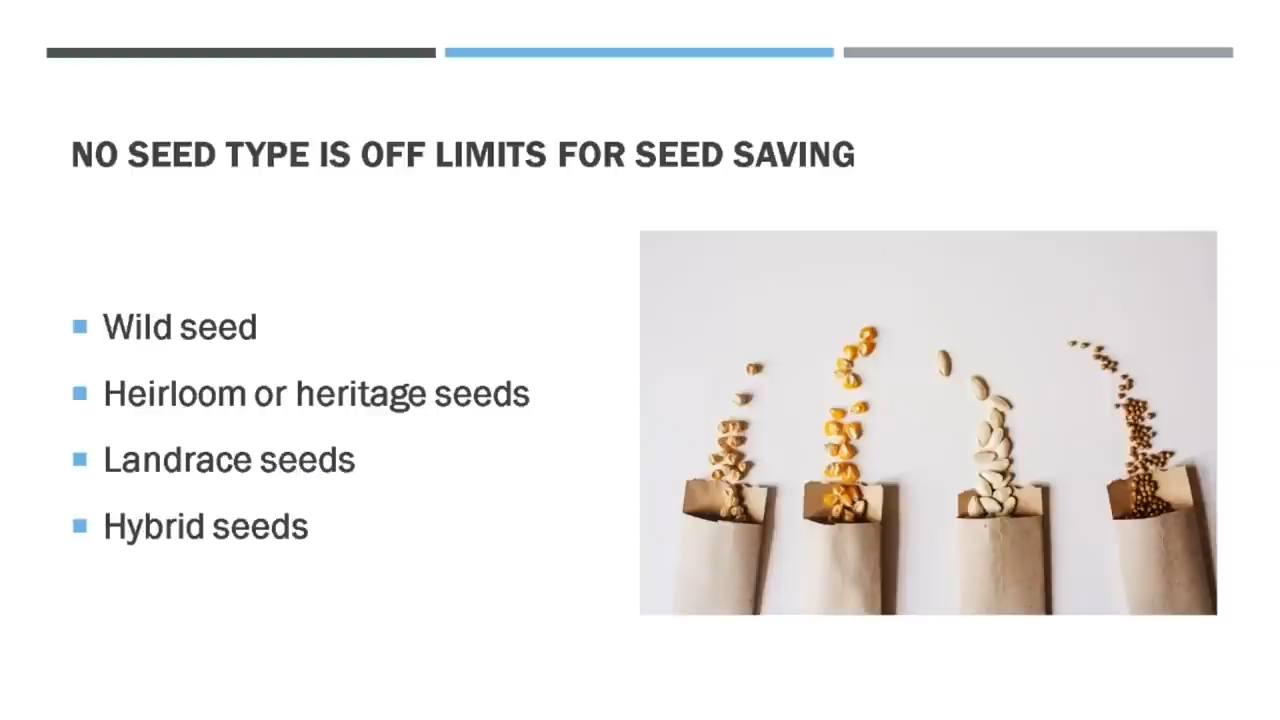 NO SEED TYPE IS OFF LIMITS FOR SEED SAVING
Wild seed
Heirloom or heritage seeds
Landrace seeds
Hybrid seeds